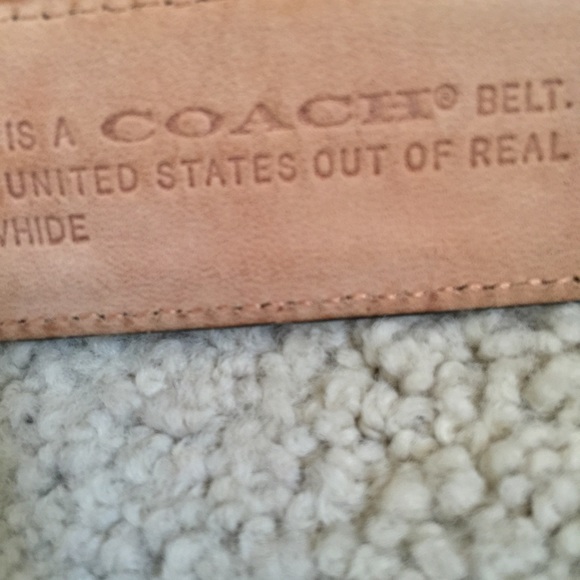 IS A COACH® BELT.
UNITED STATES OUT OF REAL
WHIDE